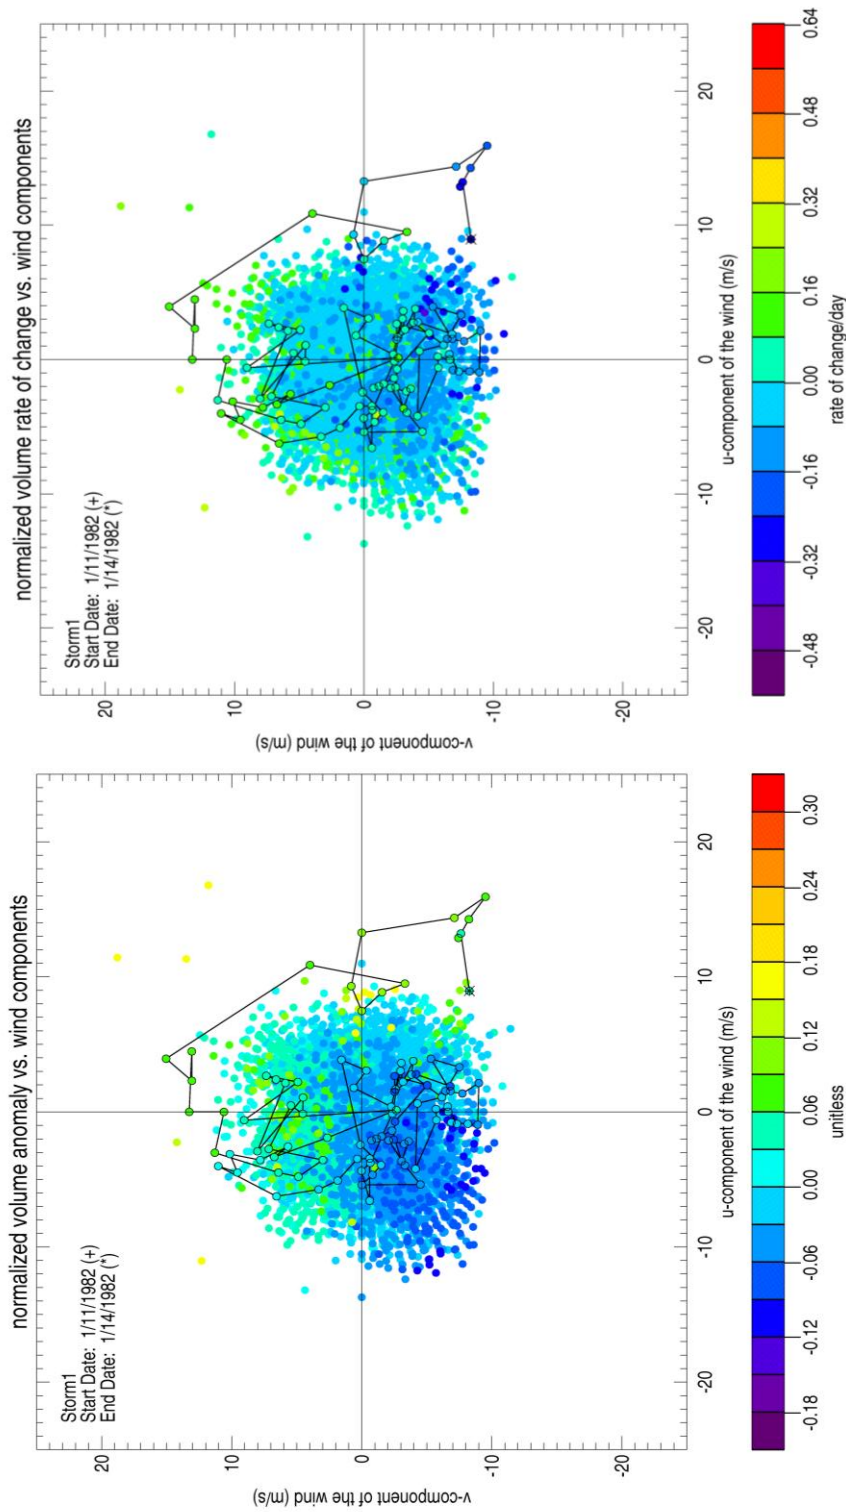 normalized volume anomaly vs. wind components
Storm1
Start Date: 1/11/1982 (+)
End Date: 1/14/1982 (*)
v-component of the wind (m/s)
20
10
0
-10
-20
-20 -10 0 10 20
u-component of the wind (m/s)
-0.18 -0.12 -0.06 0.00 0.06 0.12 0.18 0.24 0.30
unitless
normalized volume rate of change vs. wind components
Storm1
Start Date: 1/11/1982 (+)
End Date: 1/14/1982 (*)
v-component of the wind (m/s)
20
10
0
-10
-20
-20 -10 0 10 20
u-component of the wind (m/s)
-0.48 -0.32 -0.16 0.00 0.16 0.32 0.48 0.64
rate of change/day